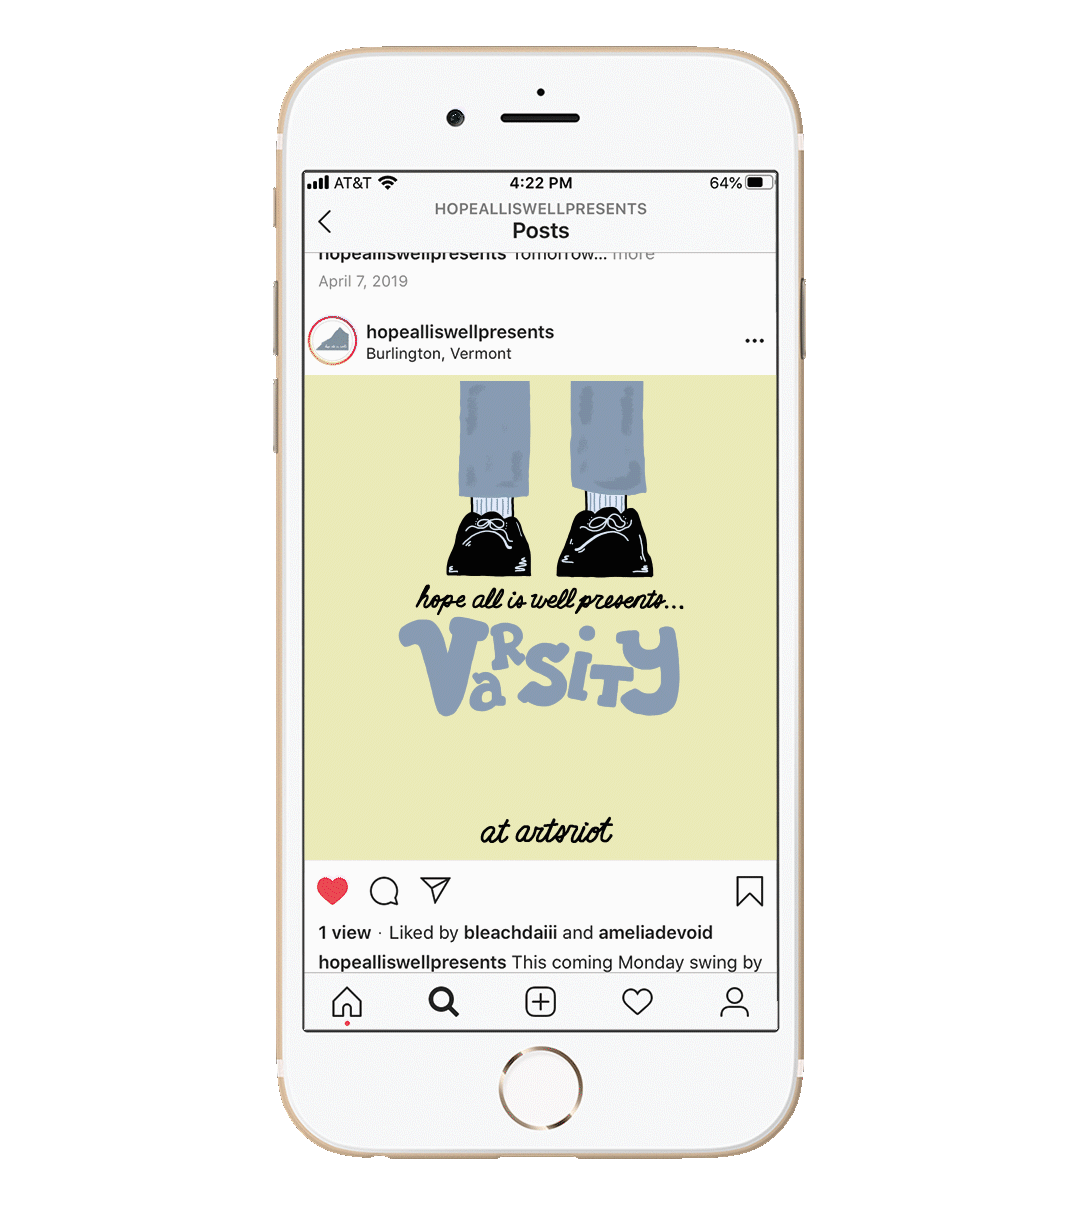 AT&T 4:22 PM 64%
HOPEALLISWELLPRESENTS
Posts
hopealliswellpresents Tomorrow... more
April 7, 2019
hopealliswellpresents
Burlington, Vermont
hope all is well presents...
VaRSiTY
at artsriot
1 view · Liked by bleachdaiii and ameliadevoid
hopealliswellpresents This coming Monday swing by